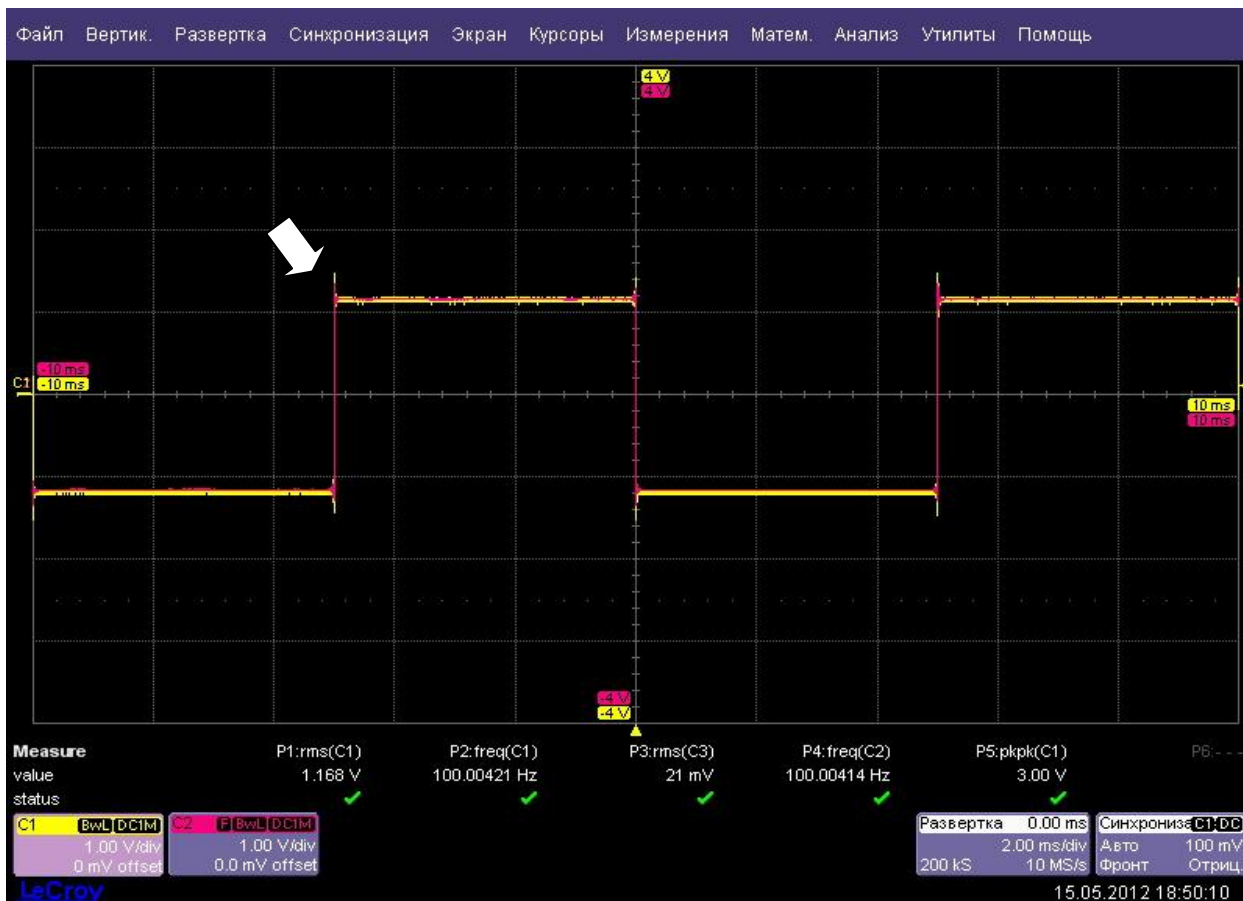 Файл Вертик. Развертка Синхронизация Экран Курсоры Измерения Матем. Анализ Утилиты Помощь
4 V
4 V
-10 ms
C1 -10 ms
10 ms
10 ms
-4 V
-4 V
Measure P1:rms(C1) P2:freq(C1) P3:rms(C3) P4:freq(C2) P5:pkpk(C1) P6:- - -
value 1.168 V 100.00421 Hz 21 mV 100.00414 Hz 3.00 V
status
C1 BwL DC1M C2 F BwL DC1M Развертка 0.00 ms Синхрониза C1 DC
1.00 V/div 1.00 V/div 2.00 ms/div Авто 100 mV
0 mV offset 0.0 mV offset 200 kS 10 MS/s Фронт Отриц.
LeCroy
15.05.2012 18:50:10